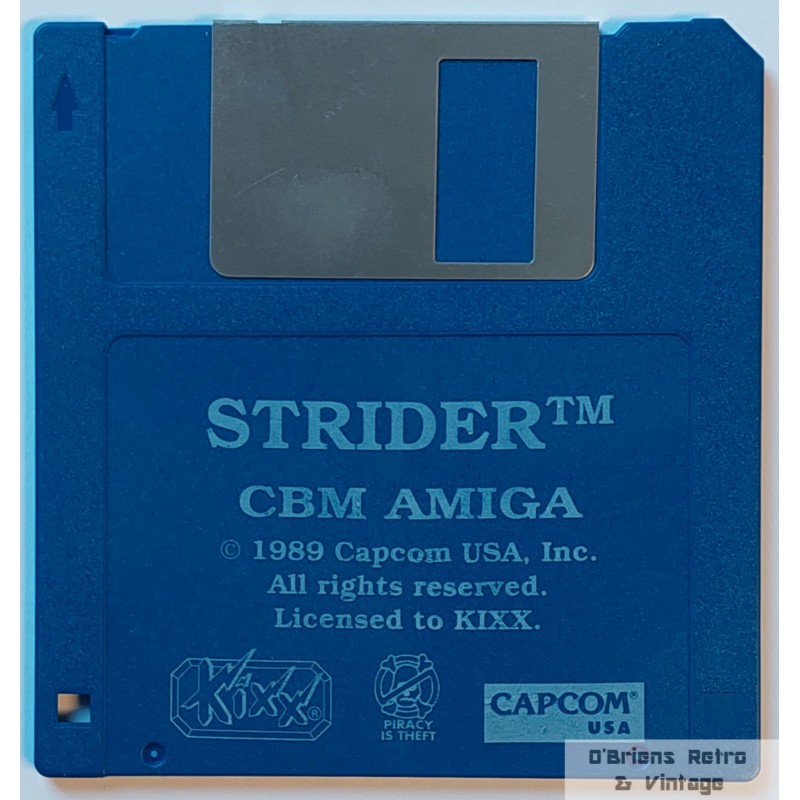 STRIDER™
CBM AMIGA
© 1989 Capcom USA, Inc.
All rights reserved.
Licensed to KIXX.
Kixx®
PIRACY
IS THEFT
CAPCOM®
USA
O'Briens Retro
& Vintage